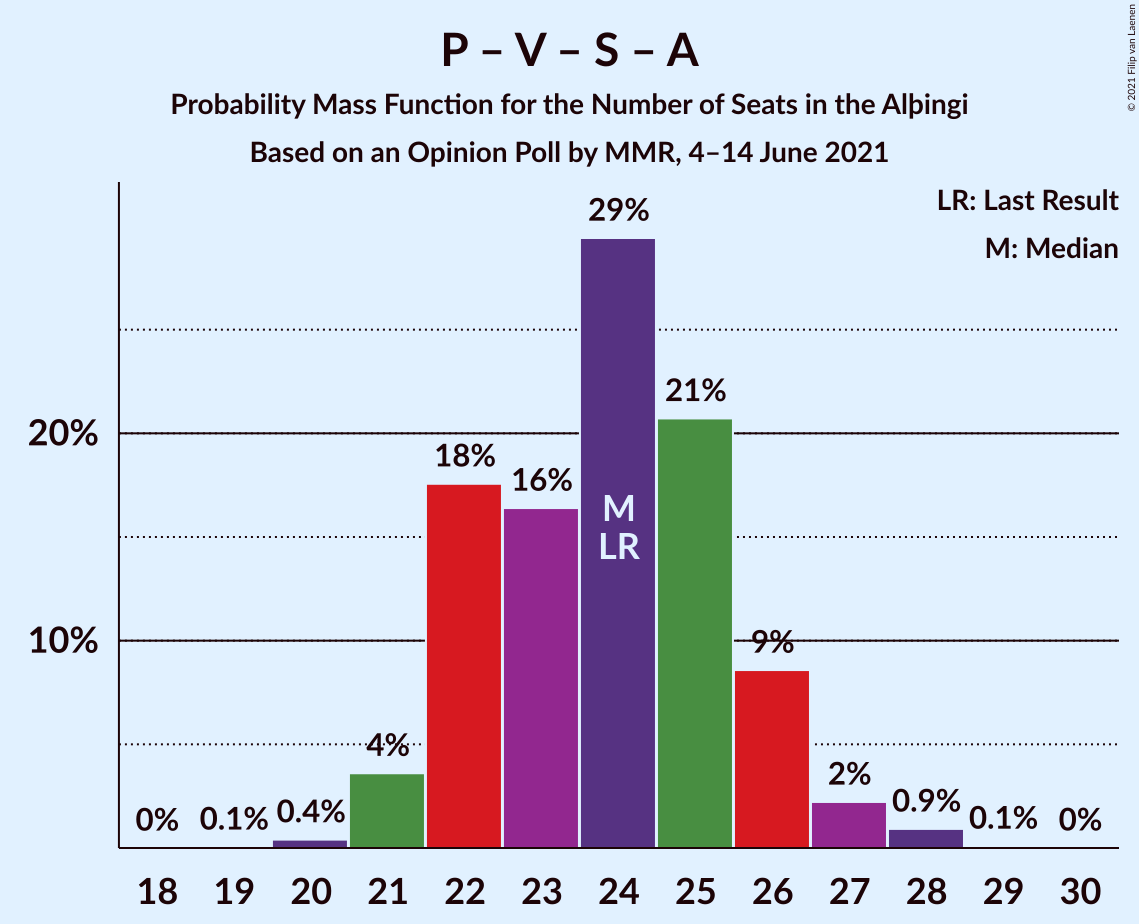 P – V – S – A
Probability Mass Function for the Number of Seats in the Alþingi
Based on an Opinion Poll by MMR, 4–14 June 2021
© 2021 Filip van Laenen
LR: Last Result
M: Median
20%
10%
0%
0.1%
0.4%
4%
18%
16%
29%
21%
9%
2%
0.9%
0.1%
0%
M
LR
18 19 20 21 22 23 24 25 26 27 28 29 30